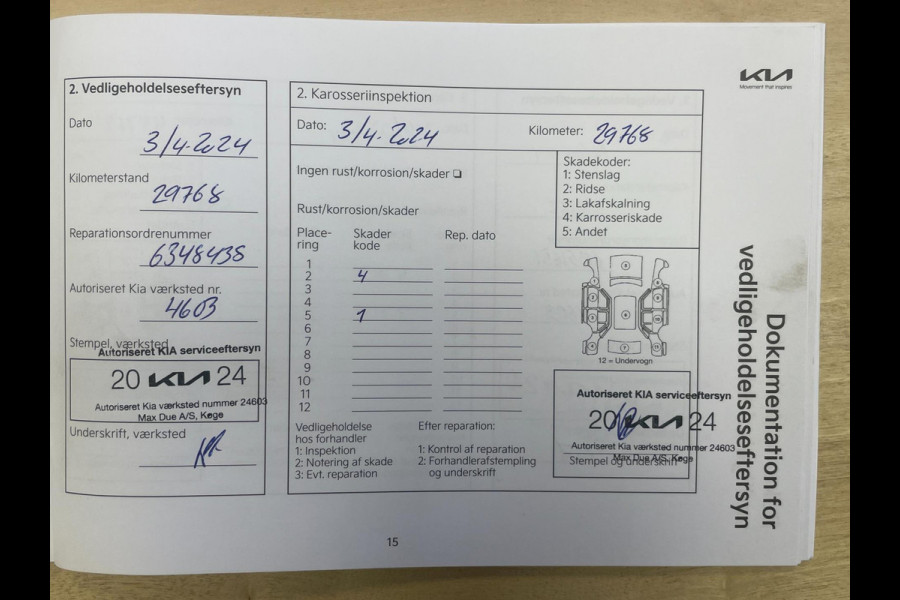 KIA
Movement that inspires
Dokumentation for
vedligeholdelseseftersyn
2. Vedligeholdelseseftersyn
Dato
3/4-2024
Kilometerstand
29768
Reparationsordrenummer
6348438
Autoriseret Kia værksted nr.
4603
Stempel, værksted
Autoriseret KIA serviceeftersyn
20 KIA 24
Autoriseret Kia værksted nummer 24603
Max Due A/S, Køge
Underskrift, værksted
2. Karosseriinspektion
Dato: 3/4-2024 Kilometer: 29768
Ingen rust/korrosion/skader
Rust/korrosion/skader
Skadekoder:
1: Stenslag
2: Ridse
3: Lakafskalning
4: Karrosseriskade
5: Andet
Place- Skader Rep. dato
ring kode
1
2 4
3
4
5 1
6
7
8
9
10
11
12
12 = Undervogn
Vedligeholdelse
hos forhandler
1: Inspektion
2: Notering af skade
3: Evt. reparation
Efter reparation:
1: Kontrol af reparation
2: Forhandlerafstempling
og underskrift
Autoriseret KIA serviceeftersyn
20 KIA 24
Autoriseret Kia værksted nummer 24603
Max Due A/S, Køge
Stempel og underskrift
15